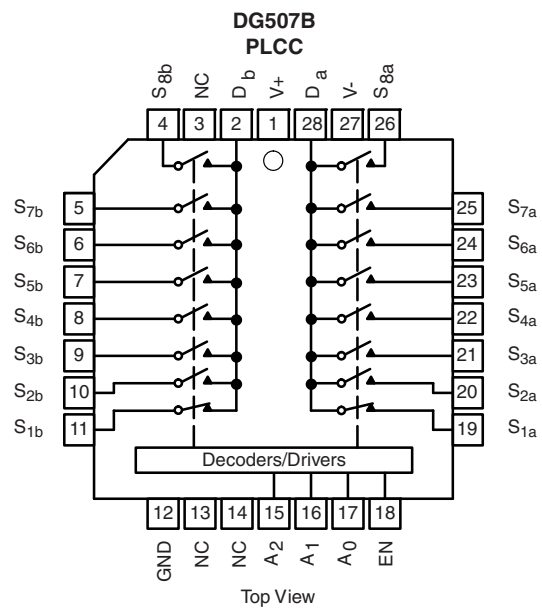 DG507B
PLCC
S8b NC Db V+ Da V- S8a
4 3 2 1 28 27 26
S7b 5 25 S7a
S6b 6 24 S6a
S5b 7 23 S5a
S4b 8 22 S4a
S3b 9 21 S3a
S2b 10 20 S2a
S1b 11 19 S1a
Decoders/Drivers
12 13 14 15 16 17 18
GND NC NC A2 A1 A0 EN
Top View